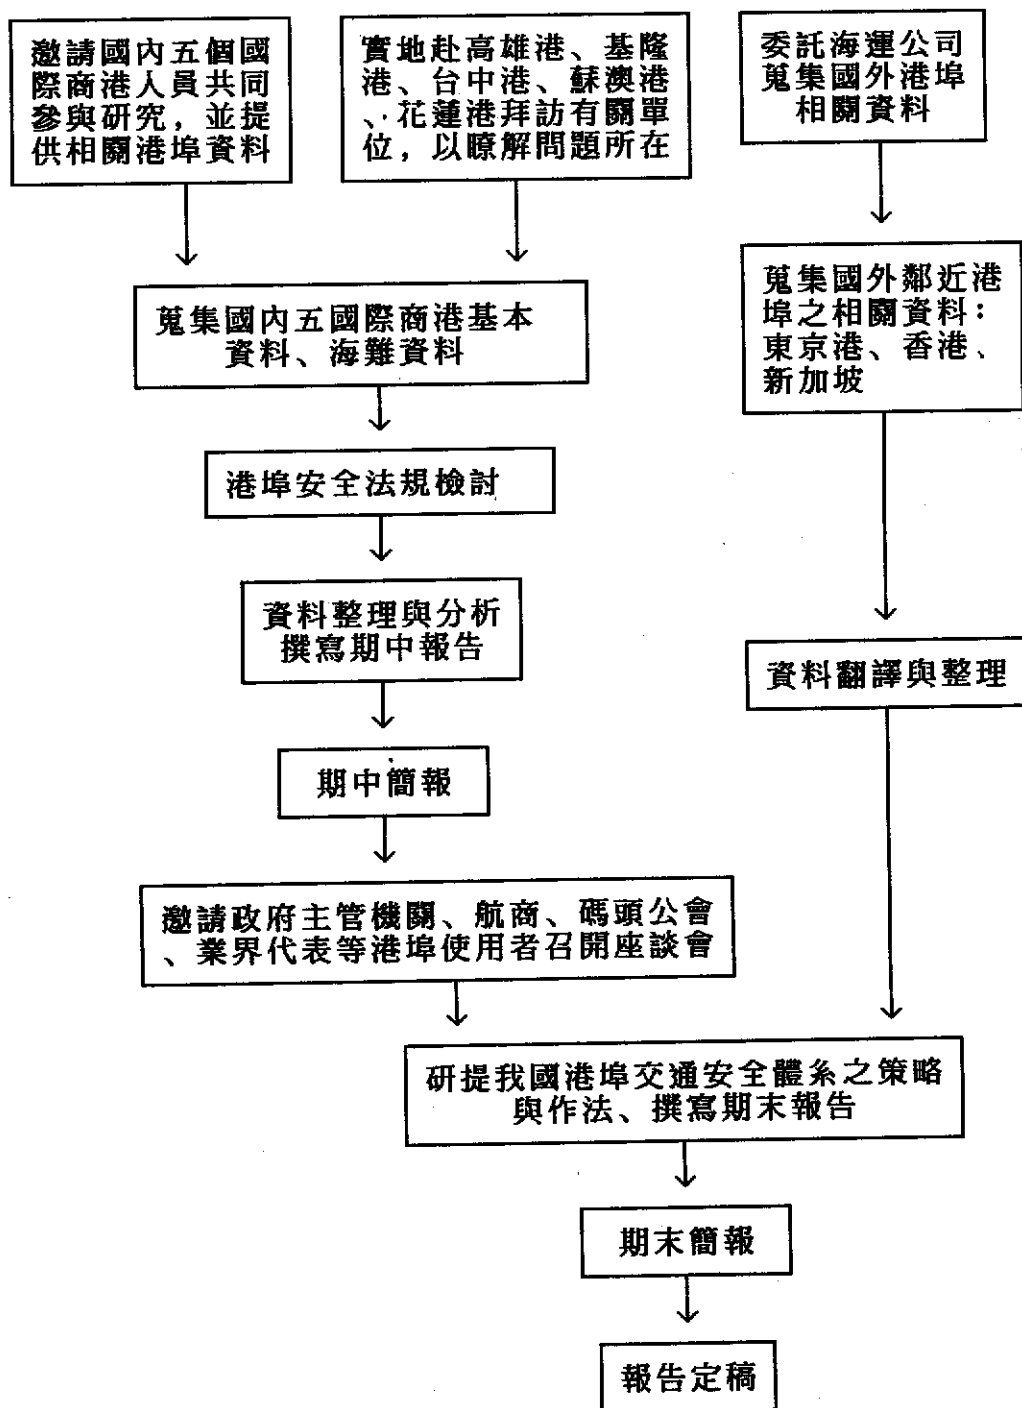 邀請國內五個國
際商港人員共同
參與研究，並提
供相關港埠資料
實地赴高雄港、基隆
港、台中港、蘇澳港
、花蓮港拜訪有關單
位，以瞭解問題所在
委託海運公司
蒐集國外港埠
相關資料
蒐集國內五國際商港基本
資料、海難資料
蒐集國外鄰近港
埠之相關資料：
東京港、香港、
新加坡
港埠安全法規檢討
資料整理與分析
撰寫期中報告
資料翻譯與整理
期中簡報
邀請政府主管機關、航商、碼頭公會
、業界代表等港埠使用者召開座談會
研提我國港埠交通安全體系之策略
與作法、撰寫期末報告
期末簡報
報告定稿